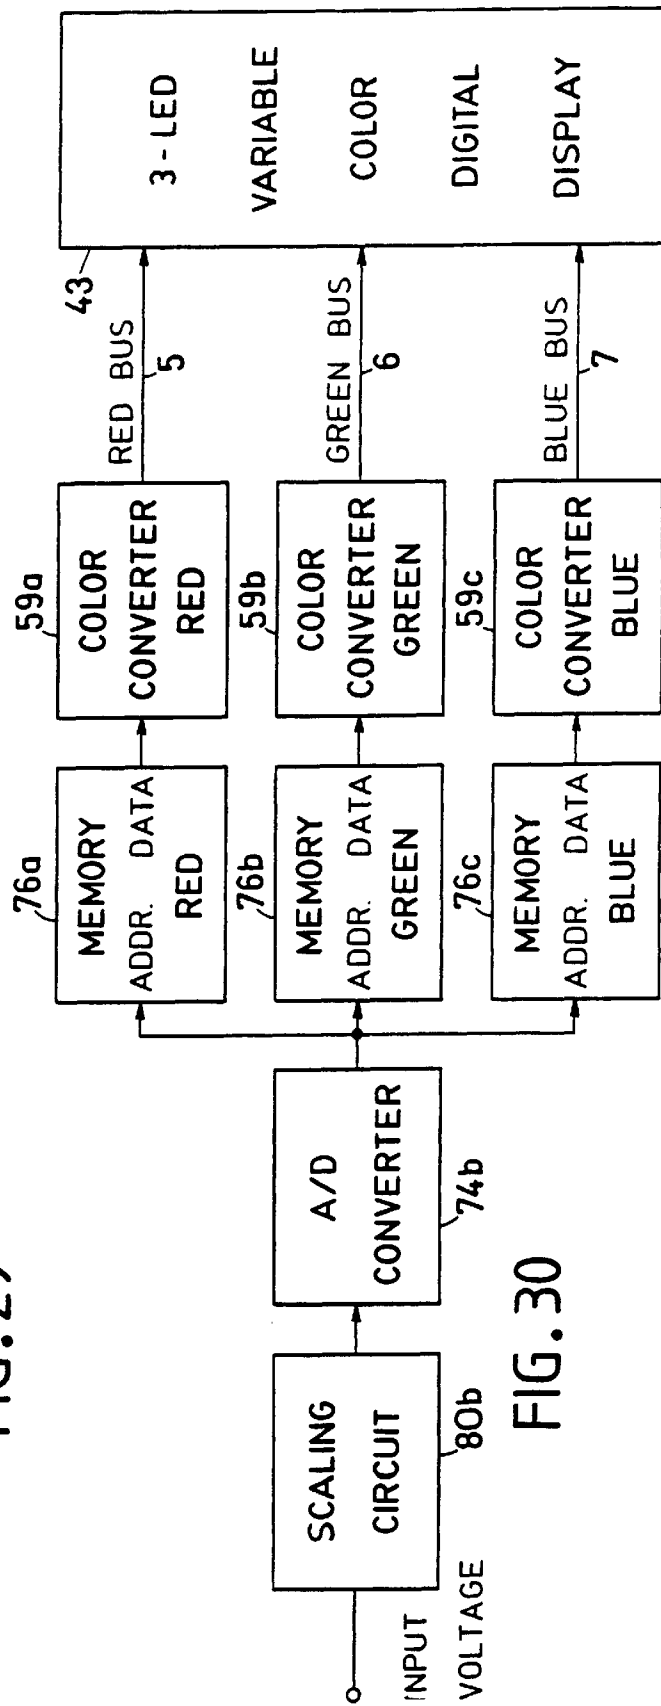 FIG. 29
INPUT
VOLTAGE
SCALING
CIRCUIT
80b
A/D
CONVERTER
74b
76a
MEMORY
ADDR. DATA
RED
76b
MEMORY
ADDR. DATA
GREEN
76c
MEMORY
ADDR. DATA
BLUE
59a
COLOR
CONVERTER
RED
59b
COLOR
CONVERTER
GREEN
59c
COLOR
CONVERTER
BLUE
RED BUS
5
GREEN BUS
6
BLUE BUS
7
43
3-LED
VARIABLE
COLOR
DIGITAL
DISPLAY
FIG. 30